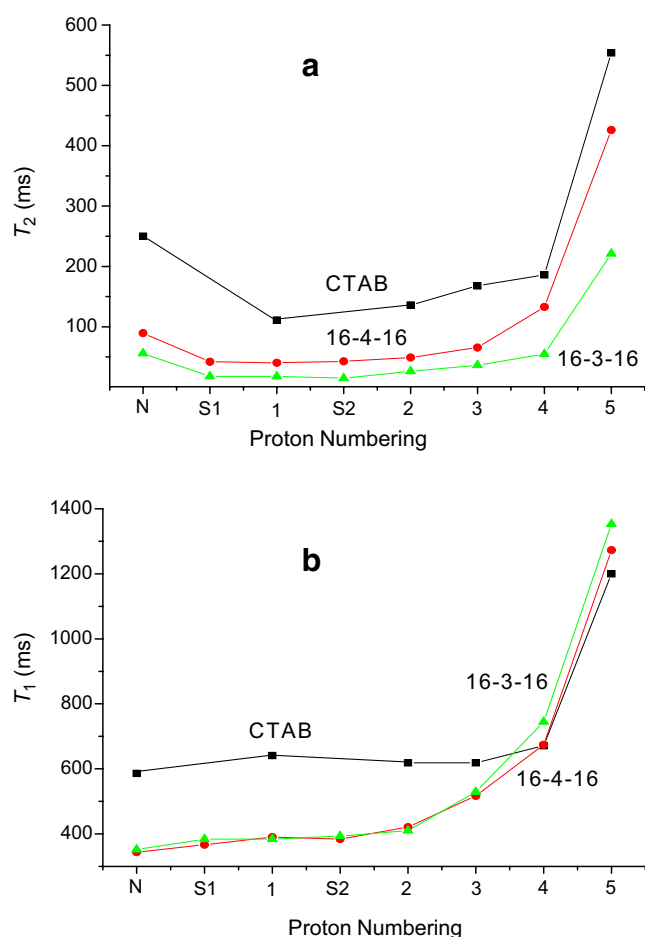 a
600
500
400
300
200
100
T2 (ms)
CTAB
16-4-16
16-3-16
N S1 1 S2 2 3 4 5
Proton Numbering
b
1400
1200
1000
800
600
400
T1 (ms)
16-3-16
CTAB
16-4-16
N S1 1 S2 2 3 4 5
Proton Numbering